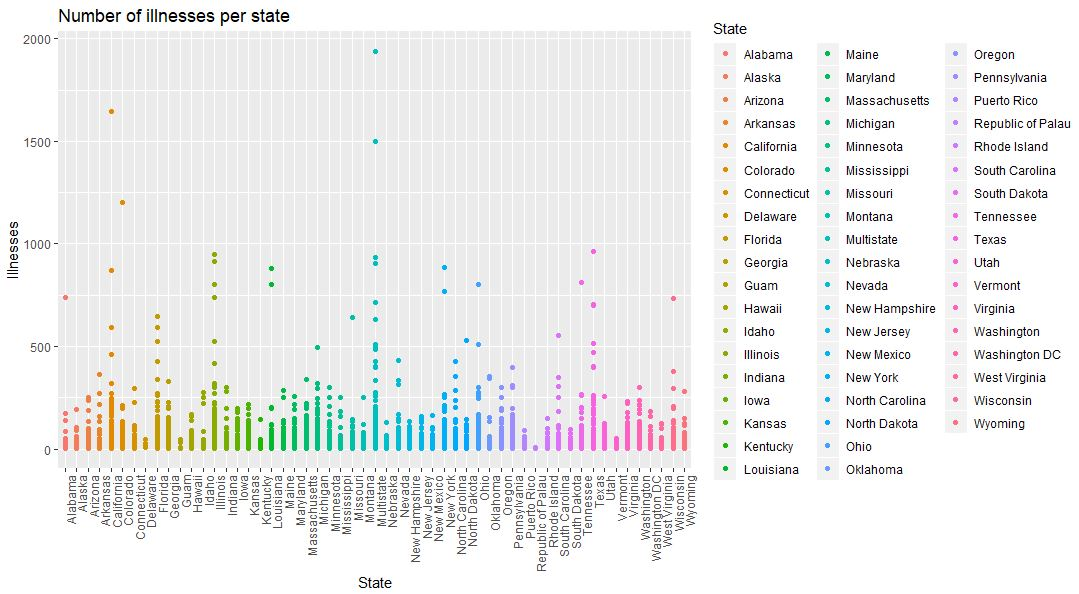 Number of illnesses per state
2000
1500
1000
500
0
Illnesses
Alabama
Alaska
Arizona
Arkansas
California
Colorado
Connecticut
Delaware
Florida
Georgia
Guam
Hawaii
Idaho
Illinois
Indiana
Iowa
Kansas
Kentucky
Louisiana
Maine
Maryland
Massachusetts
Michigan
Minnesota
Mississippi
Missouri
Montana
Multistate
Nebraska
Nevada
New Hampshire
New Jersey
New Mexico
New York
North Carolina
North Dakota
Ohio
Oklahoma
Oregon
Pennsylvania
Puerto Rico
Republic of Palau
Rhode Island
South Carolina
South Dakota
Tennessee
Texas
Utah
Vermont
Virginia
Washington
Washington DC
West Virginia
Wisconsin
Wyoming
State
State
Alabama
Alaska
Arizona
Arkansas
California
Colorado
Connecticut
Delaware
Florida
Georgia
Guam
Hawaii
Idaho
Illinois
Indiana
Iowa
Kansas
Kentucky
Louisiana
Maine
Maryland
Massachusetts
Michigan
Minnesota
Mississippi
Missouri
Montana
Multistate
Nebraska
Nevada
New Hampshire
New Jersey
New Mexico
New York
North Carolina
North Dakota
Ohio
Oklahoma
Oregon
Pennsylvania
Puerto Rico
Republic of Palau
Rhode Island
South Carolina
South Dakota
Tennessee
Texas
Utah
Vermont
Virginia
Washington
Washington DC
West Virginia
Wisconsin
Wyoming